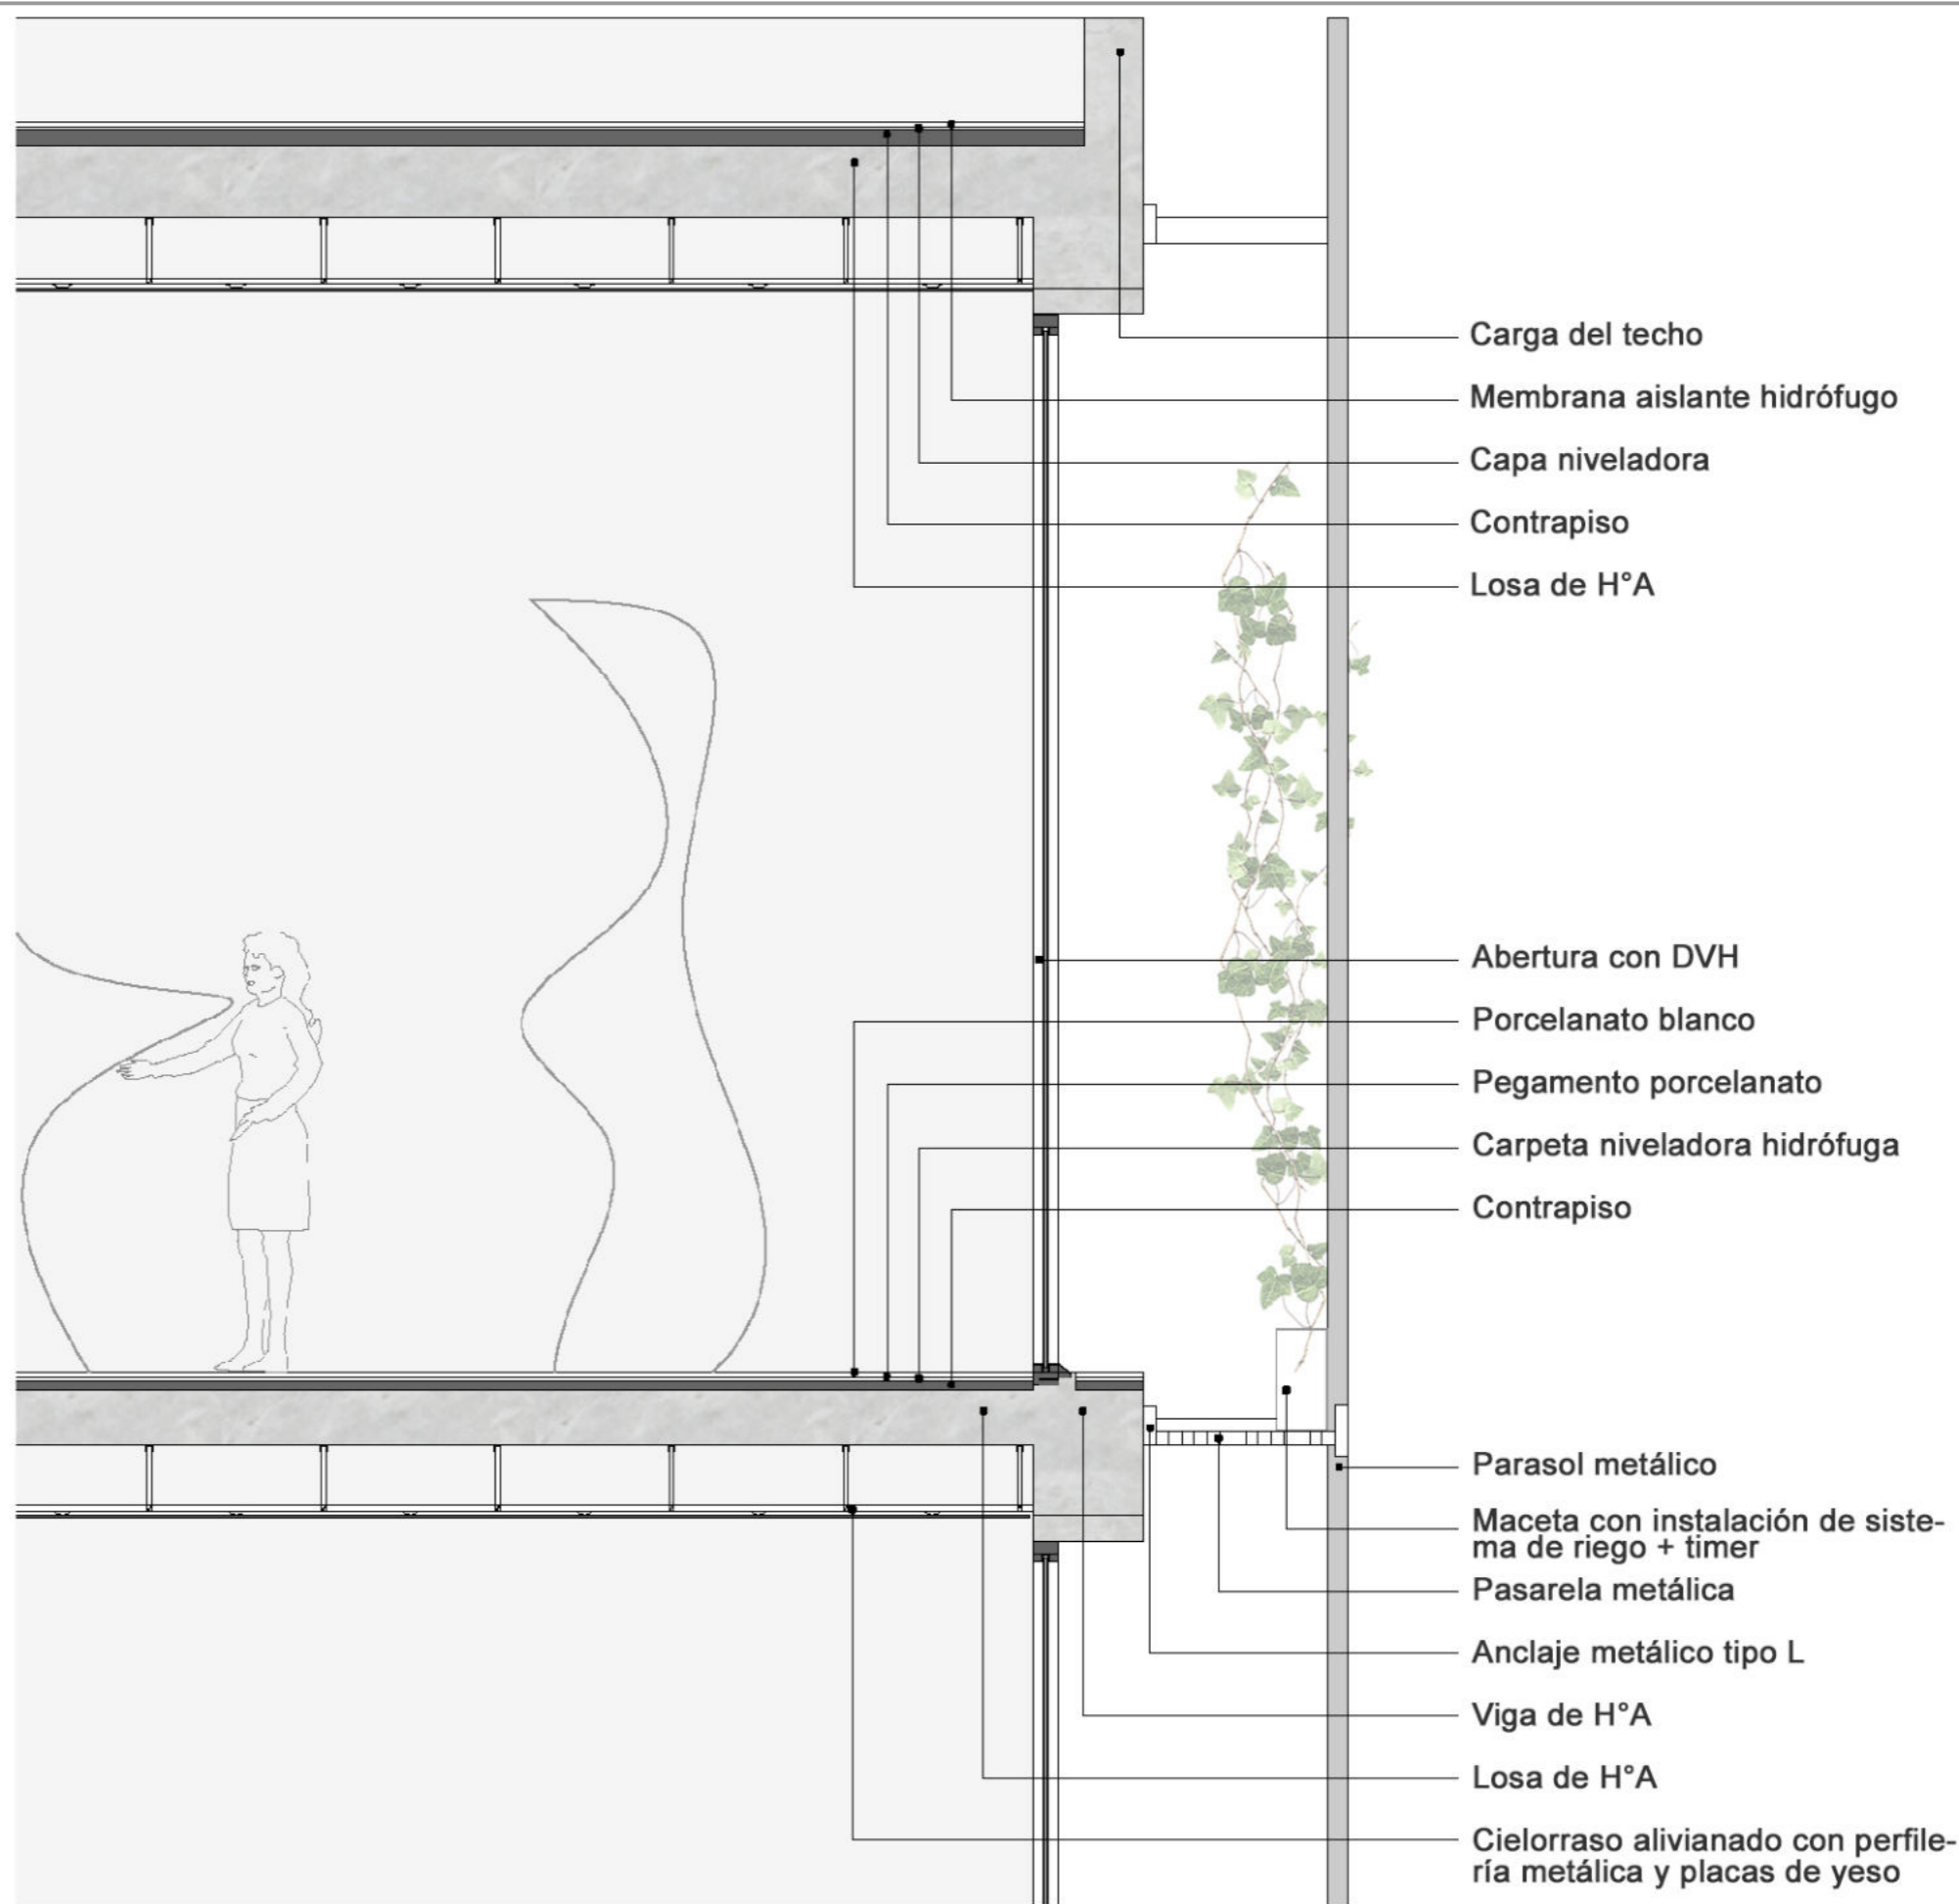 Carga del techo
Membrana aislante hidrófugo
Capa niveladora
Contrapiso
Losa de H°A
Abertura con DVH
Porcelanato blanco
Pegamento porcelanato
Carpeta niveladora hidrófuga
Contrapiso
Parasol metálico
Maceta con instalación de siste-
ma de riego + timer
Pasarela metálica
Anclaje metálico tipo L
Viga de H°A
Losa de H°A
Cielorraso alivianado con perfile-
ría metálica y placas de yeso